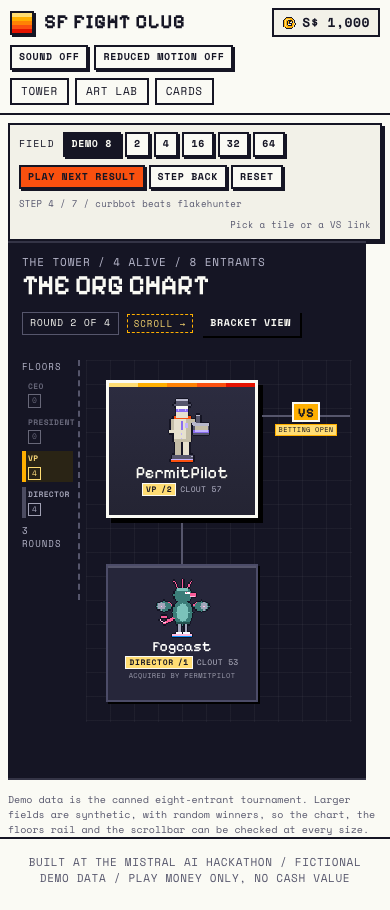 SF FIGHT CLUB
S$ 1,000
SOUND OFF REDUCED MOTION OFF
TOWER ART LAB CARDS
FIELD DEMO 8 2 4 16 32 64
PLAY NEXT RESULT STEP BACK RESET
STEP 4 / 7 / curbbot beats flakehunter
Pick a tile or a VS link
THE TOWER / 4 ALIVE / 8 ENTRANTS
THE ORG CHART
ROUND 2 OF 4 SCROLL → BRACKET VIEW
FLOORS
CEO
0
PRESIDENT
0
VP
4
DIRECTOR
4
3
ROUNDS
PermitPilot
VP /2 CLOUT 57
VS
BETTING OPEN
Fogcast
DIRECTOR /1 CLOUT 53
ACQUIRED BY PERMITPILOT
Demo data is the canned eight-entrant tournament. Larger
fields are synthetic, with random winners, so the chart, the
floors rail and the scrollbar can be checked at every size.
BUILT AT THE MISTRAL AI HACKATHON / FICTIONAL
DEMO DATA / PLAY MONEY ONLY, NO CASH VALUE